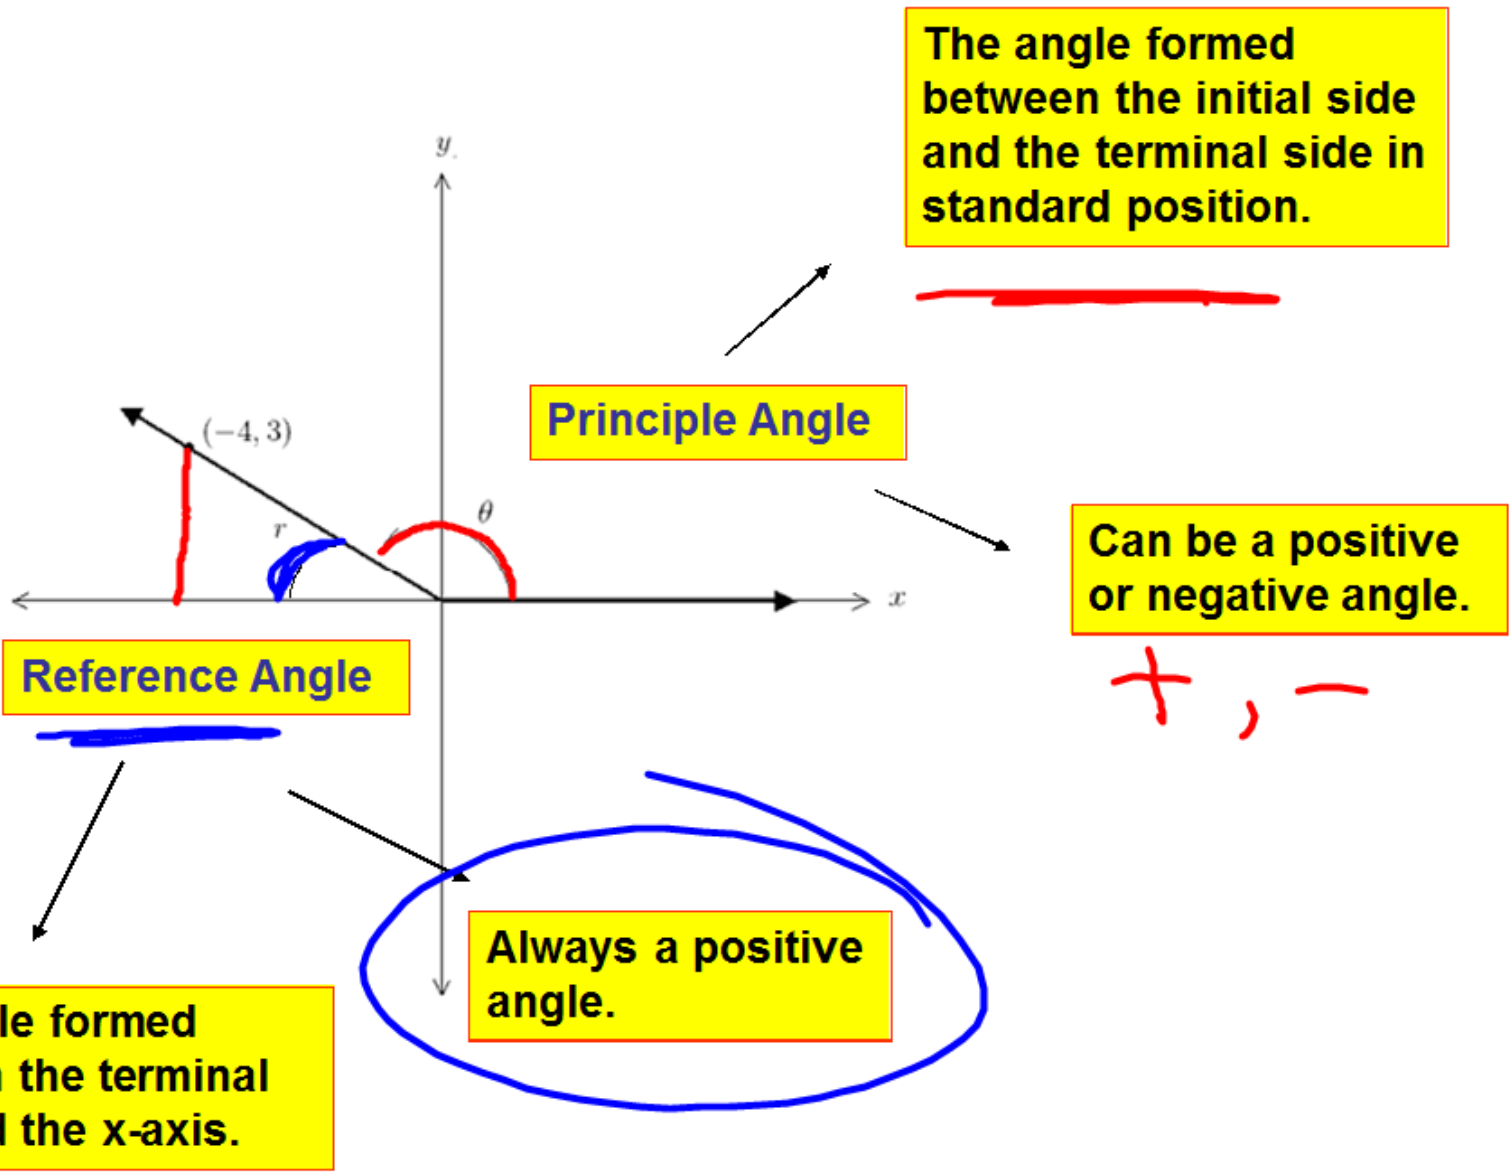 The angle formed
between the initial side
and the terminal side in
standard position.
y
(−4, 3)
Principle Angle
r
θ
x
Can be a positive
or negative angle.
+ , −
Reference Angle
Always a positive
angle.
le formed
the terminal
the x-axis.